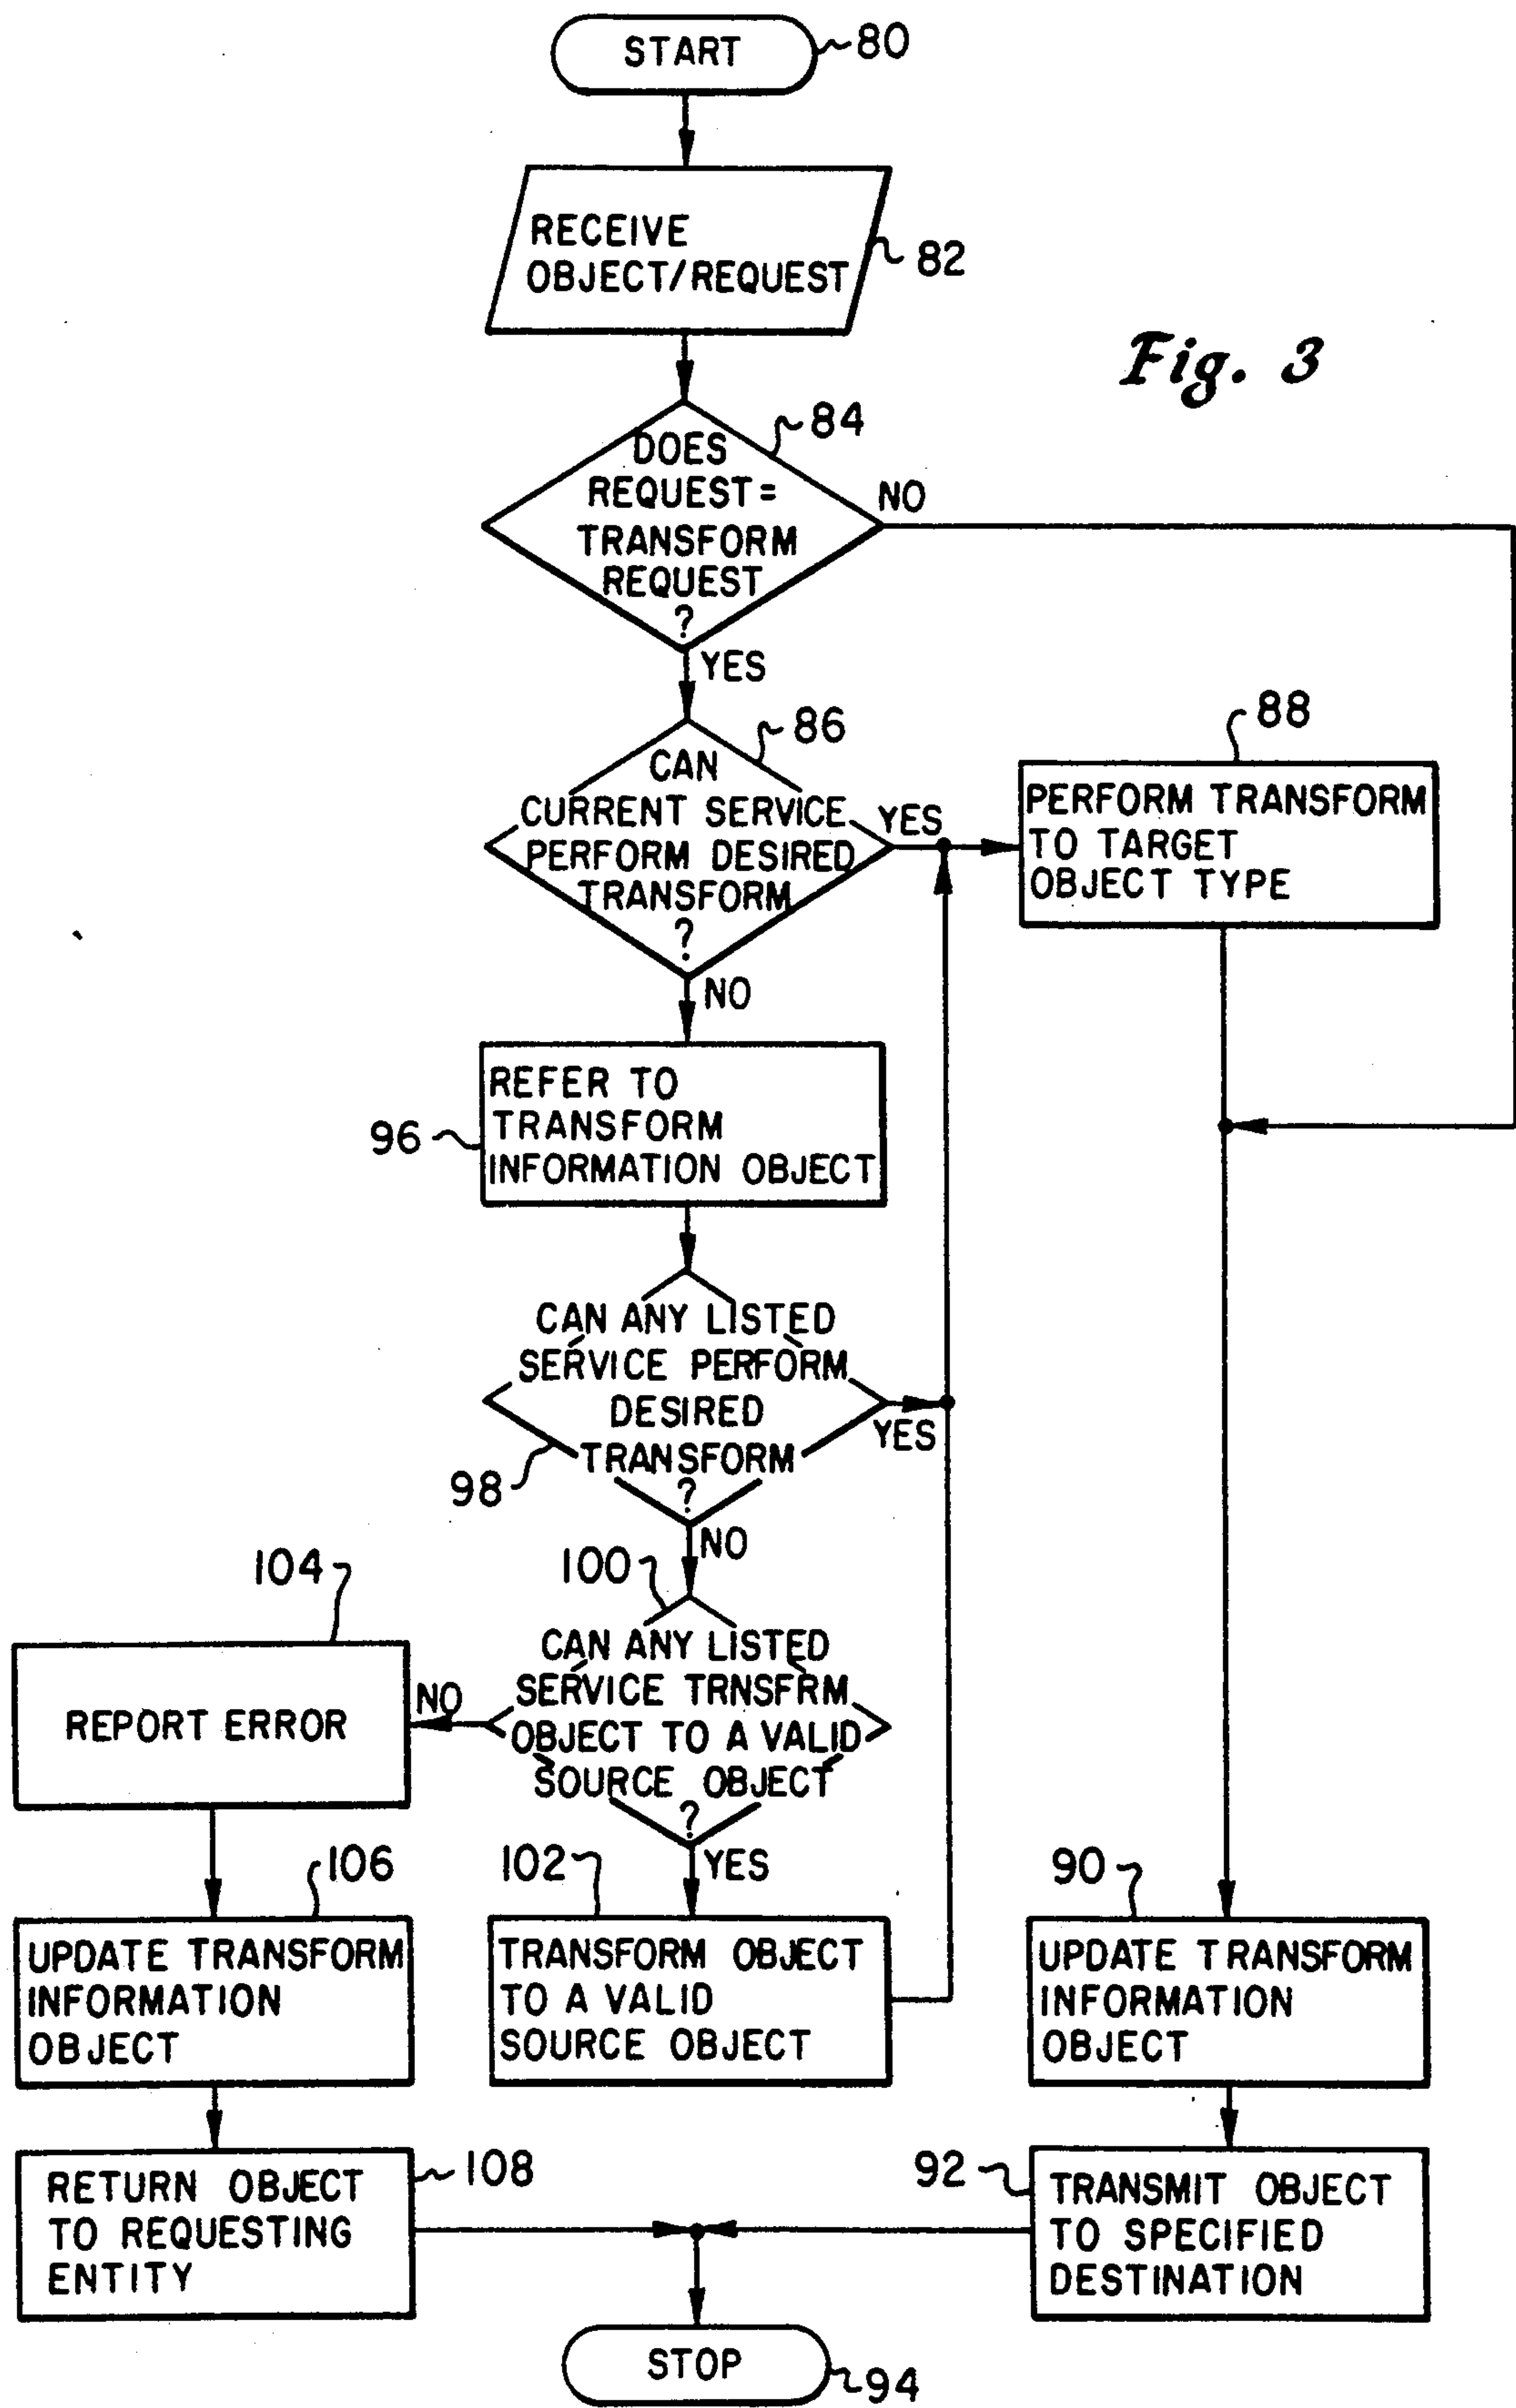 START
80
RECEIVE
OBJECT/REQUEST
82
Fig. 3
84
DOES
REQUEST =
TRANSFORM
REQUEST
?
NO
YES
86
CAN
CURRENT SERVICE
PERFORM DESIRED
TRANSFORM
?
YES
NO
88
PERFORM TRANSFORM
TO TARGET
OBJECT TYPE
96
REFER TO
TRANSFORM
INFORMATION OBJECT
CAN ANY LISTED
SERVICE PERFORM
DESIRED
TRANSFORM
?
98
YES
NO
100
CAN ANY LISTED
SERVICE TRNSFRM
OBJECT TO A VALID
SOURCE OBJECT
?
NO
YES
104
REPORT ERROR
106
UPDATE TRANSFORM
INFORMATION
OBJECT
102
TRANSFORM OBJECT
TO A VALID
SOURCE OBJECT
90
UPDATE TRANSFORM
INFORMATION
OBJECT
RETURN OBJECT
TO REQUESTING
ENTITY
108
92
TRANSMIT OBJECT
TO SPECIFIED
DESTINATION
STOP
94